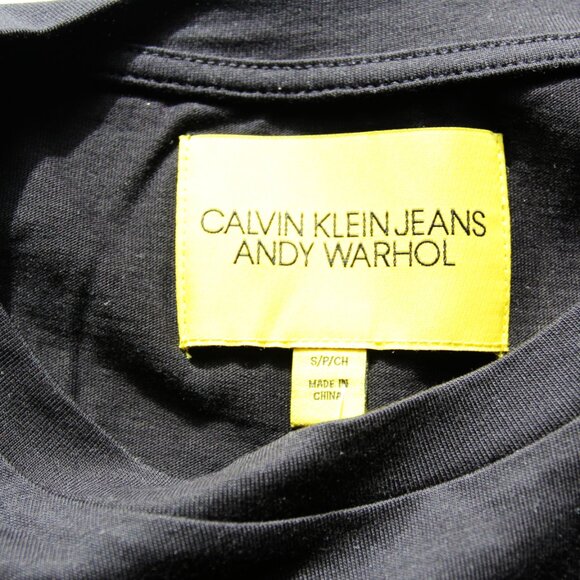 CALVIN KLEIN JEANS
ANDY WARHOL
S/P/CH
MADE IN
CHINA